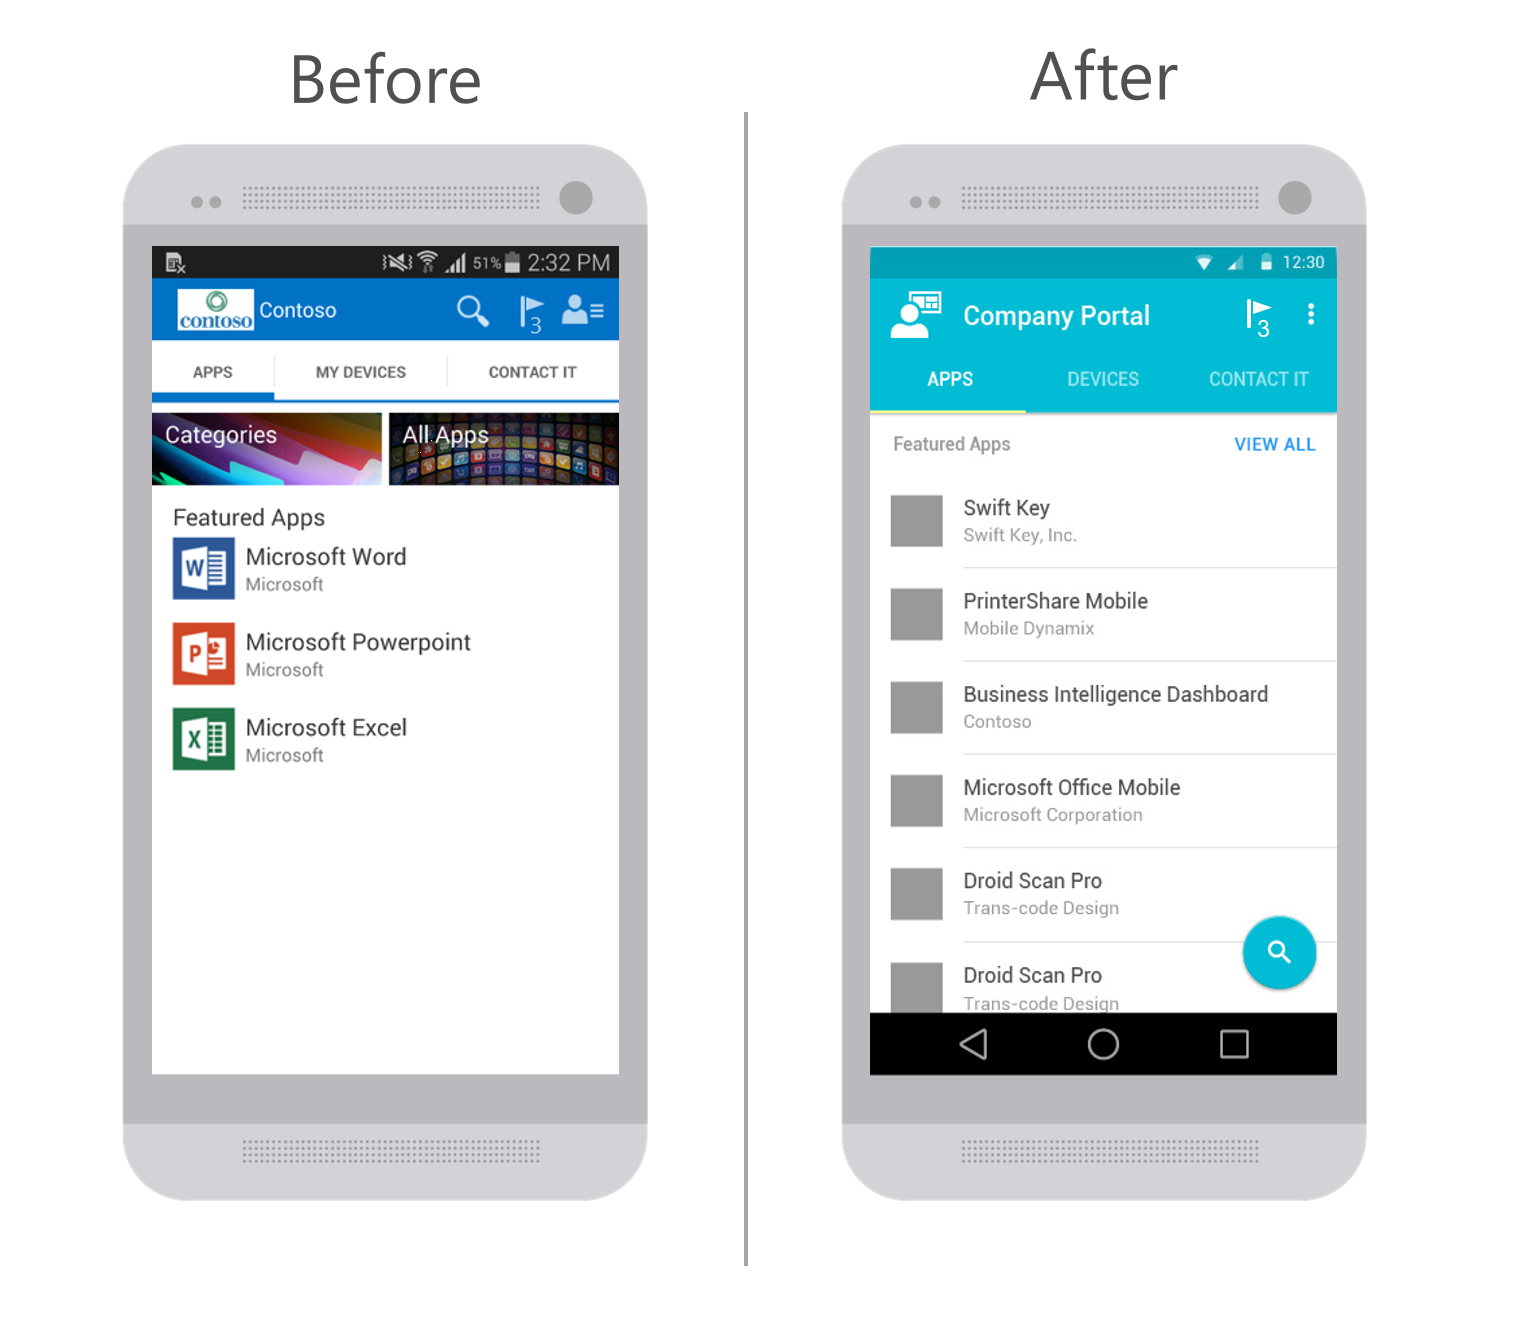 Before
51% 2:32 PM
contoso Contoso
3
APPS MY DEVICES CONTACT IT
Categories All Apps
Featured Apps
W Microsoft Word
Microsoft
P Microsoft Powerpoint
Microsoft
X Microsoft Excel
Microsoft
After
12:30
Company Portal
3
APPS DEVICES CONTACT IT
Featured Apps VIEW ALL
Swift Key
Swift Key, Inc.
PrinterShare Mobile
Mobile Dynamix
Business Intelligence Dashboard
Contoso
Microsoft Office Mobile
Microsoft Corporation
Droid Scan Pro
Trans-code Design
Droid Scan Pro
Trans-code Design